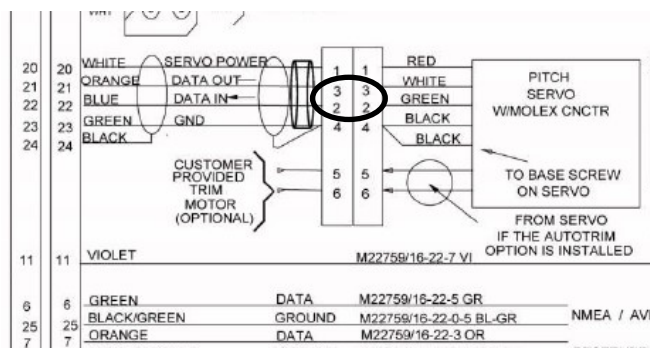 WHT
20 20 WHITE SERVO POWER 1 1 RED
21 21 ORANGE DATA OUT 3 3 WHITE
22 22 BLUE DATA IN 2 2 GREEN
23 23 GREEN GND 4 4 BLACK
24 24 BLACK BLACK
PITCH
SERVO
W/MOLEX CNCTR
CUSTOMER
PROVIDED
TRIM
MOTOR
(OPTIONAL)
5 5
6 6
TO BASE SCREW
ON SERVO
FROM SERVO
IF THE AUTOTRIM
OPTION IS INSTALLED
11 11 VIOLET M22759/16-22-7 VI
6 6 GREEN DATA M22759/16-22-5 GR
25 25 BLACK/GREEN GROUND M22759/16-22-0-5 BL-GR NMEA /
7 7 ORANGE DATA M22759/16-22-3 OR